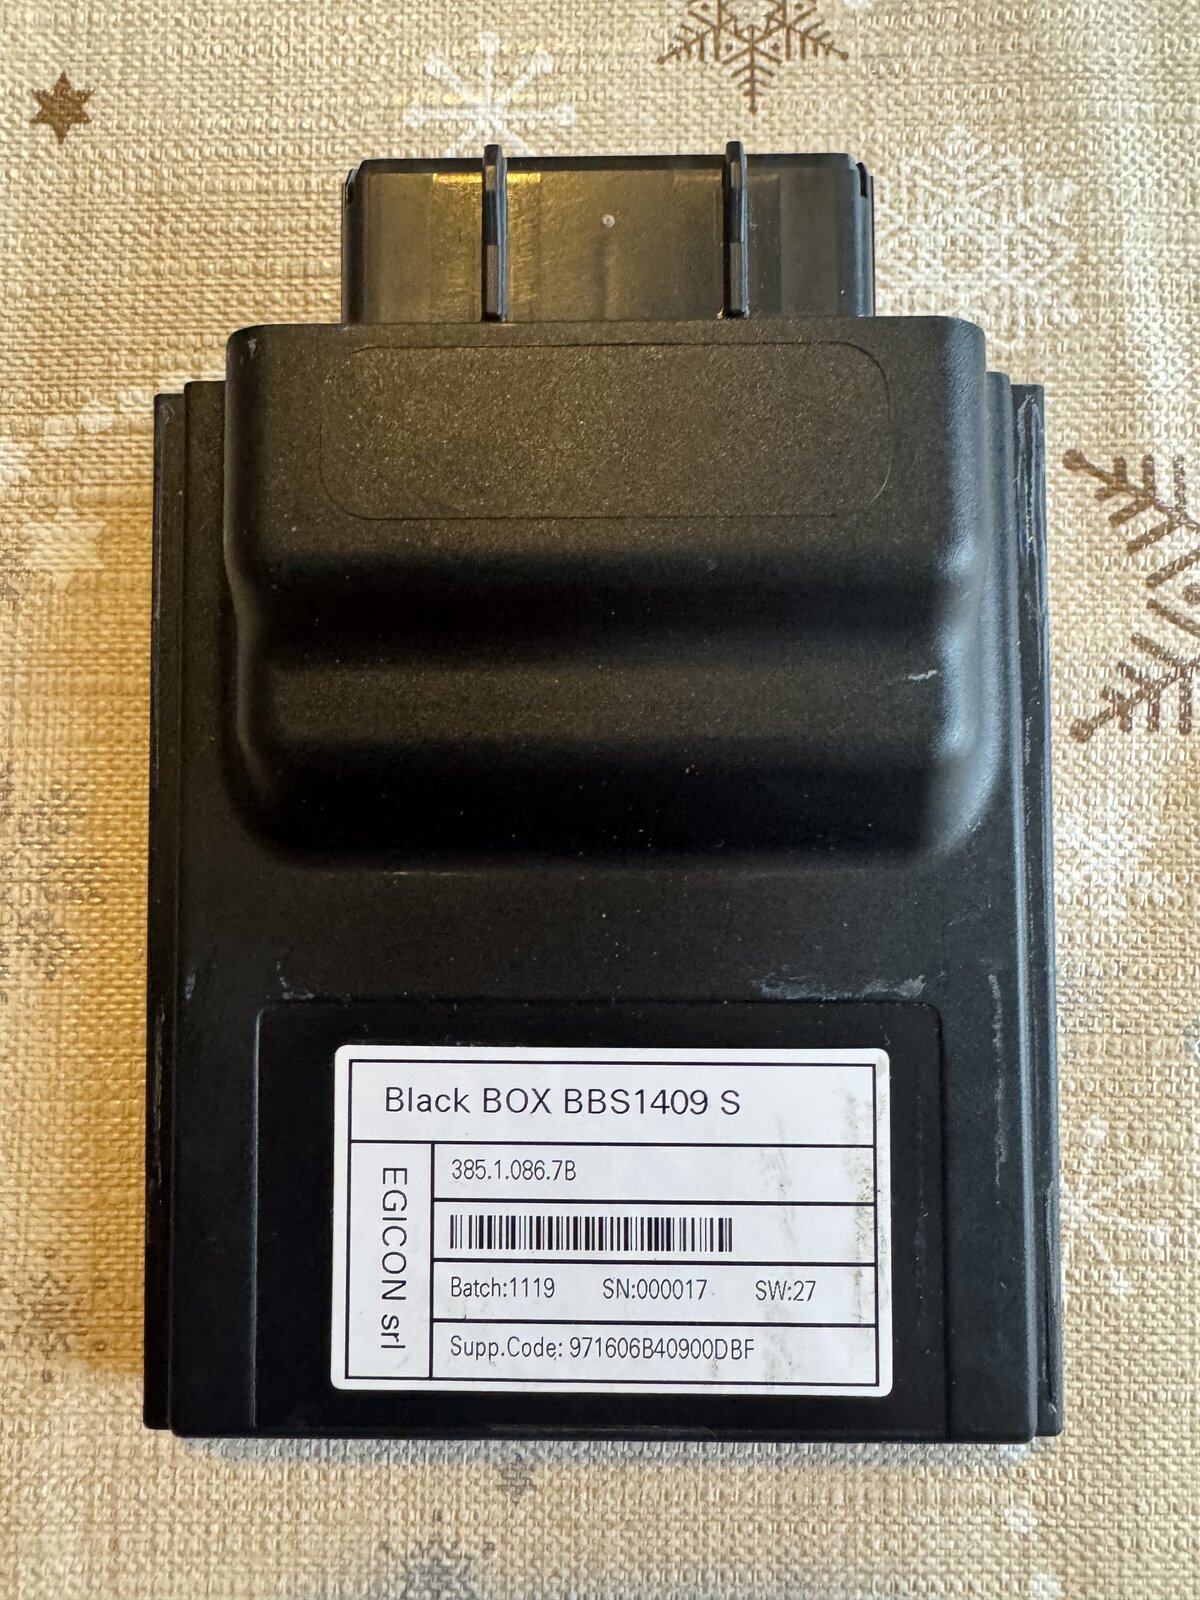 Black BOX BBS1409 S
EGICON srl
385.1.086.7B
Batch:1119 SN:000017 SW:27
Supp.Code: 971606B40900DBF